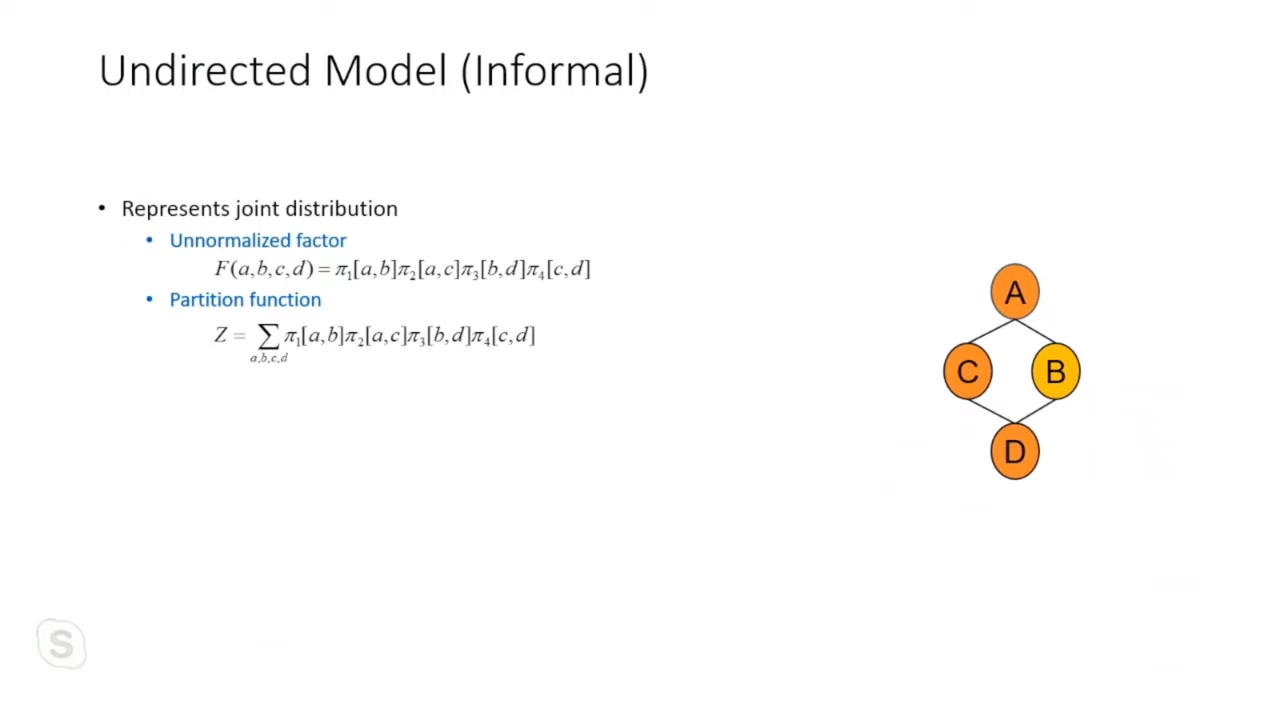 Undirected Model (Informal)
• Represents joint distribution
• Unnormalized factor
F(a,b,c,d) = π₁[a,b]π₂[a,c]π₃[b,d]π₄[c,d]
• Partition function
Z = ∑ π₁[a,b]π₂[a,c]π₃[b,d]π₄[c,d]
a,b,c,d
A
C B
D
S